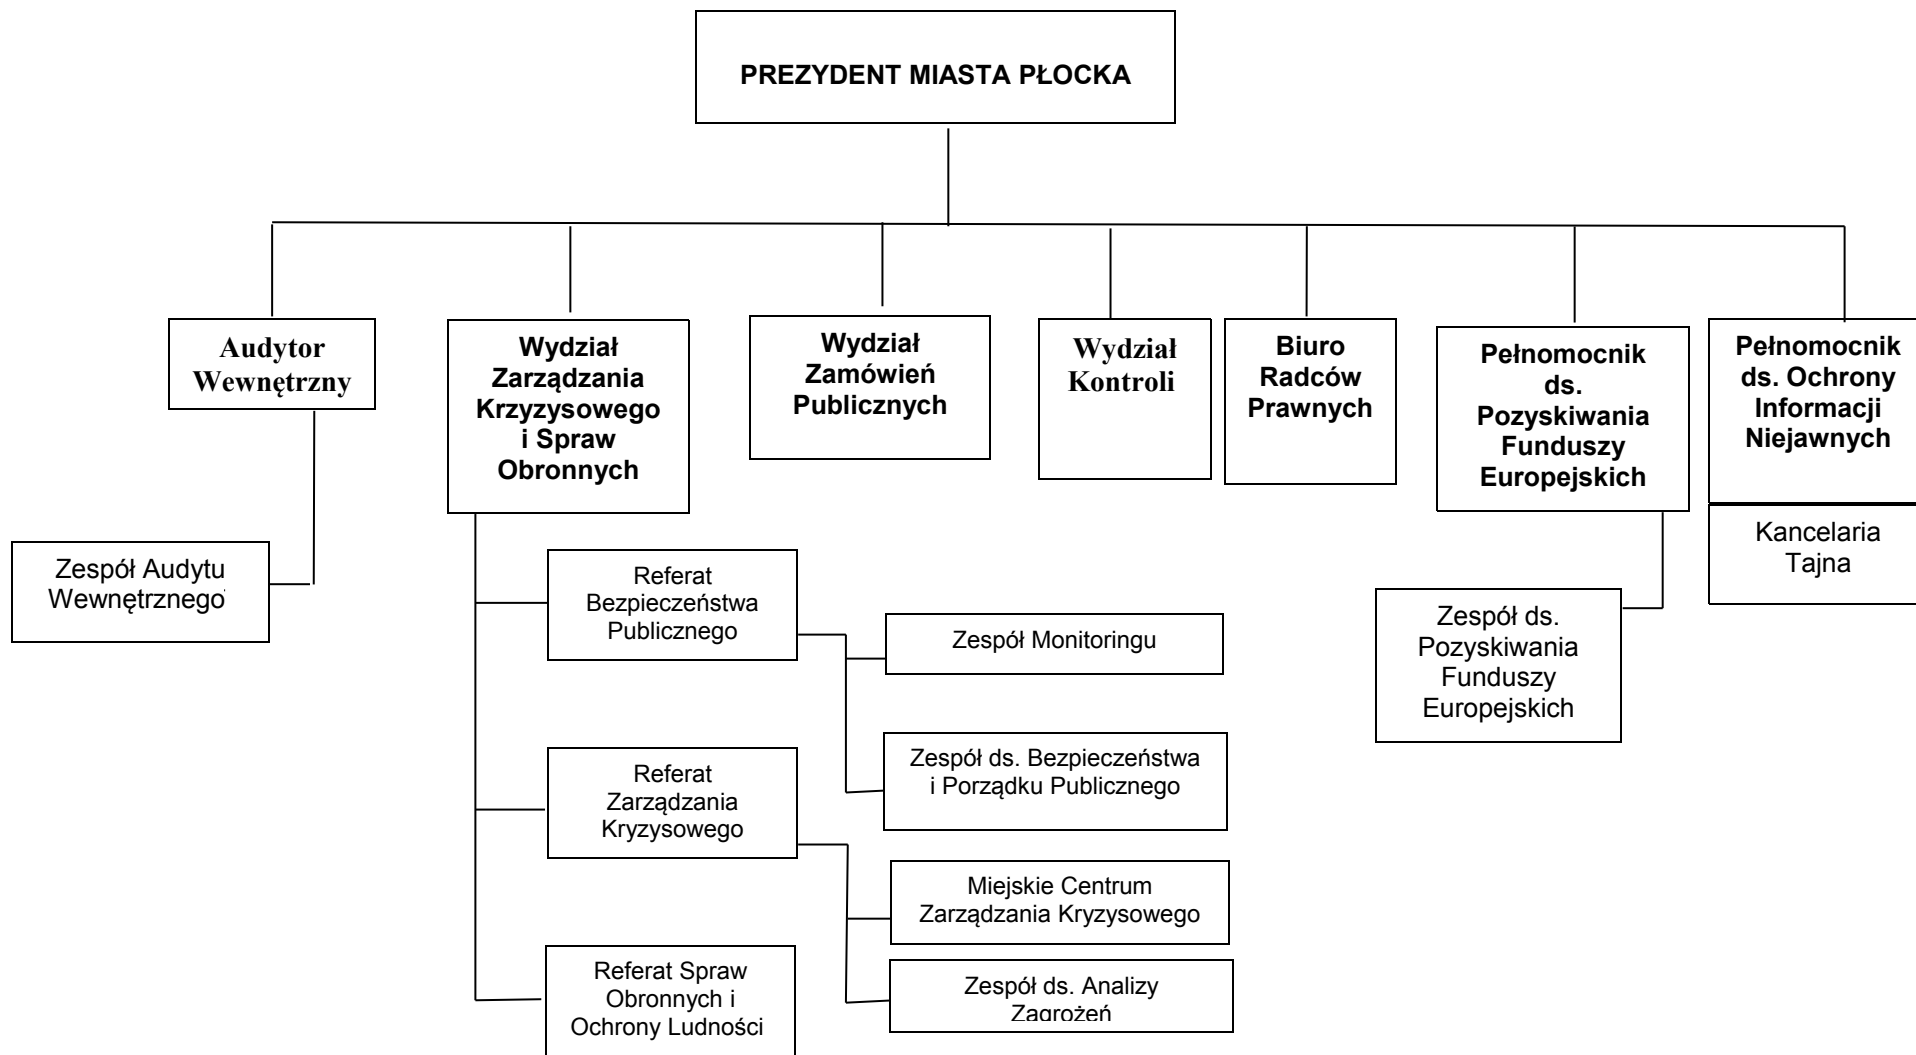 PREZYDENT MIASTA PŁOCKA
Audytor
Wewnętrzny
Wydział
Zarządzania
Krzyzysowego
i Spraw
Obronnych
Wydział
Zamówień
Publicznych
Wydział
Kontroli
Biuro
Radców
Prawnych
Pełnomocnik
ds.
Pozyskiwania
Funduszy
Europejskich
Pełnomocnik
ds. Ochrony
Informacji
Niejawnych
Kancelaria
Tajna
Zespół Audytu
Wewnętrznego
Referat
Bezpieczeństwa
Publicznego
Zespół Monitoringu
Zespół ds. Bezpieczeństwa
i Porządku Publicznego
Zespół ds.
Pozyskiwania
Funduszy
Europejskich
Referat
Zarządzania
Kryzysowego
Miejskie Centrum
Zarządzania Kryzysowego
Zespół ds. Analizy
Zagrożeń
Referat Spraw
Obronnych i
Ochrony Ludności